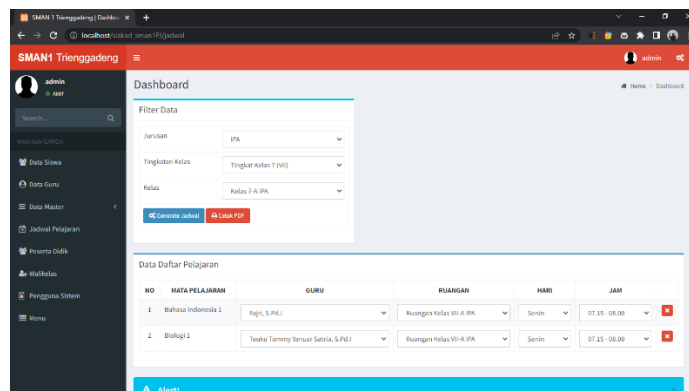 SMAN 1 Trienggadeng | Dashbo
localhost/siakad_sman1PJ/jadwal
SMAN1 Trienggadeng
admin
admin
Aktif
Search...
MAIN NAVIGATION
Data Siswa
Data Guru
Data Master
Jadwal Pelajaran
Peserta Didik
Walikelas
Pengguna Sistem
Menu
Dashboard
Home > Dashboard
Filter Data
Jurusan IPA
Tingkatan Kelas Tingkat Kelas 7 (VII)
Kelas Kelas 7-A IPA
Generate Jadwal Cetak PDF
Data Daftar Pelajaran
NO MATA PELAJARAN GURU RUANGAN HARI JAM
1 Bahasa Indonesia 1 Fajri, S.Pd.I Ruangan Kelas VII-A IPA Senin 07.15 - 08.00
2 Biologi 1 Teuku Tommy Yanuar Satria, S.Pd.I Ruangan Kelas VII-A IPA Senin 07.15 - 08.00
Alert!